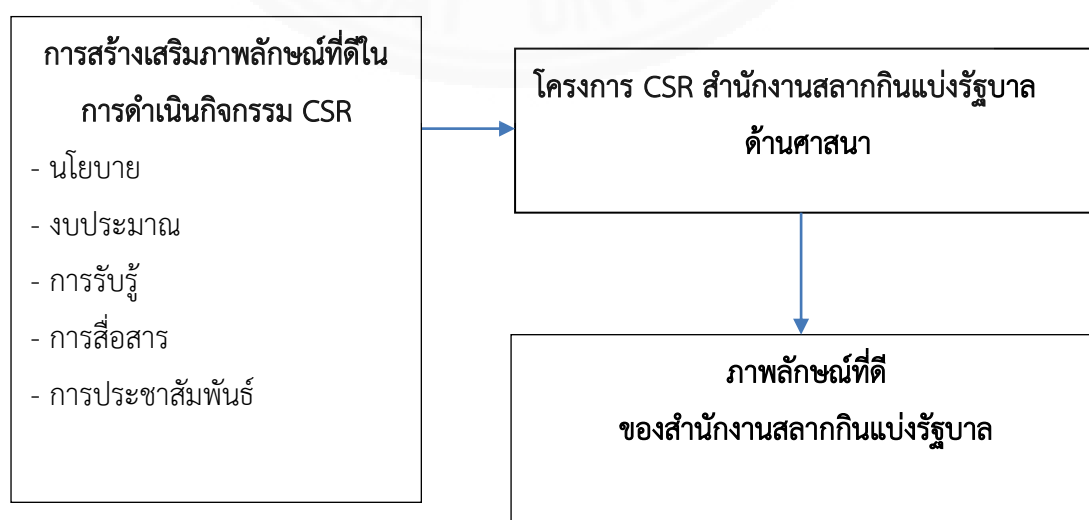 การสร้างเสริมภาพลักษณ์ที่ดีใน
การดำเนินกิจกรรม CSR
- นโยบาย
- งบประมาณ
- การรับรู้
- การสื่อสาร
- การประชาสัมพันธ์
โครงการ CSR สำนักงานสลากกินแบ่งรัฐบาล
ด้านศาสนา
ภาพลักษณ์ที่ดี
ของสำนักงานสลากกินแบ่งรัฐบาล